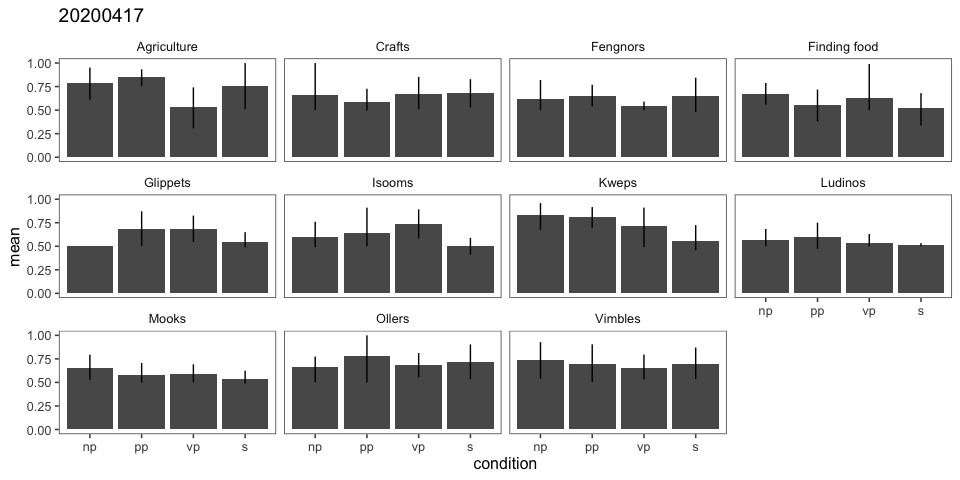 20200417
Agriculture Crafts Fengnors Finding food
1.00
0.75
0.50
0.25
0.00
Glippets Isooms Kweps Ludinos
1.00
0.75
0.50
0.25
0.00
mean
np pp vp s
Mooks Ollers Vimbles
1.00
0.75
0.50
0.25
0.00
np pp vp s np pp vp s np pp vp s
condition